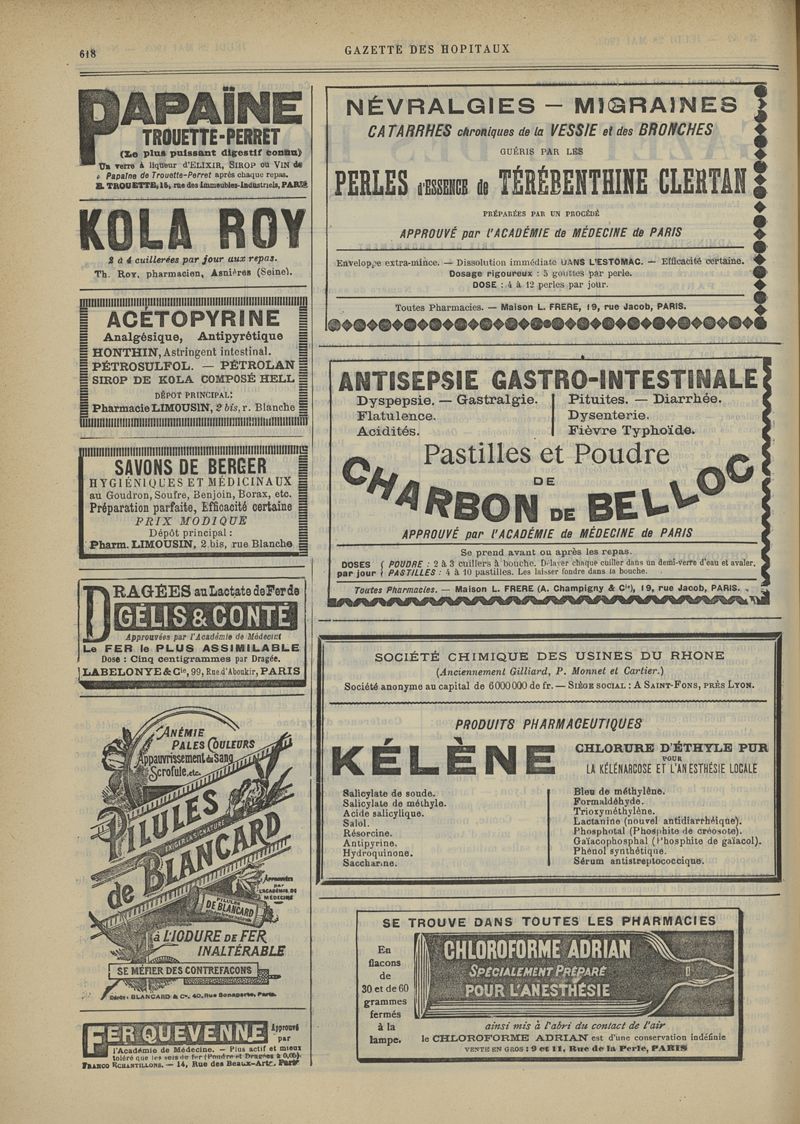 618
GAZETTE DES HOPITAUX
PAPAÏNE
TROUETTE-PERRET
(Le plus puissant digestif connu)
Un verre à liqueur d'ELIXIR, SIROP ou VIN de
Papaïne de Trouette-Perret après chaque repas.
E. TROUETTE, 15, rue des Immeubles-Industriels, PARIS
KOLA ROY
2 à 4 cuillerées par jour aux repas.
Th. Roy, pharmacien, Asnières (Seine).
ACÉTOPYRINE
Analgésique, Antipyrétique
HONTHIN, Astringent intestinal.
PÉTROSULFOL. — PÉTROLAN
SIROP DE KOLA COMPOSÉ HELL
DÉPOT PRINCIPAL:
Pharmacie LIMOUSIN, 2 bis, r. Blanche
SAVONS DE BERGER
HYGIÉNIQUES ET MÉDICINAUX
au Goudron, Soufre, Benjoin, Borax, etc.
Préparation parfaite, Efficacité certaine
PRIX MODIQUE
Dépôt principal :
Pharm. LIMOUSIN, 2 bis, rue Blanche
DRAGÉES au Lactate de Fer de
GÉLIS & CONTÉ
Approuvées par l'Académie de Médecine
Le FER le PLUS ASSIMILABLE
Dose : Cinq centigrammes par Dragée.
LABELONYE & Cie, 99, Rue d'Aboukir, PARIS
ANÉMIE
PALES COULEURS
Appauvrissement du Sang
Scrofule, etc.
PILULES
EXIGER LA SIGNATURE
de BLANCARD
Approuvées
par
L'ACADÉMIE DE
MÉDECINE
PILULES
DE BLANCARD
à L'IODURE DE FER
INALTÉRABLE
SE MÉFIER DES CONTREFAÇONS
Dépôt: BLANCARD & Cie, 40, Rue Bonaparte, Paris.
FER QUEVENNE Approuvé
par
l'Académie de Médecine. — Plus actif et mieux
toléré que les sels de fer (Poudre et Dragées à 0,05).
FRANCO ECHANTILLONS. — 14, Rue des Beaux-Arts, Paris
NÉVRALGIES — MIGRAINES
CATARRHES chroniques de la VESSIE et des BRONCHES
GUÉRIS PAR LES
PERLES d'ESSENCE de TÉRÉBENTHINE CLERTAN
PRÉPARÉES PAR UN PROCÉDÉ
APPROUVÉ par l'ACADÉMIE de MÉDECINE de PARIS
Enveloppe extra-mince. — Dissolution immédiate DANS L'ESTOMAC. — Efficacité certaine.
Dosage rigoureux : 5 gouttes par perle.
DOSE : 4 à 12 perles par jour.
Toutes Pharmacies. — Maison L. FRERE, 19, rue Jacob, PARIS.
ANTISEPSIE GASTRO-INTESTINALE
Dyspepsie. — Gastralgie.
Flatulence.
Acidités.
Pituites. — Diarrhée.
Dysenterie.
Fièvre Typhoïde.
Pastilles et Poudre
DE
CHARBON DE BELLOC
APPROUVÉ par l'ACADÉMIE de MÉDECINE de PARIS
Se prend avant ou après les repas.
DOSES { POUDRE : 2 à 3 cuillers à bouche. Délayer chaque cuiller dans un demi-verre d'eau et avaler.
par jour { PASTILLES : 4 à 10 pastilles. Les laisser fondre dans la bouche.
Toutes Pharmacies. — Maison L. FRERE (A. Champigny & Cie), 19, rue Jacob, PARIS.
SOCIÉTÉ CHIMIQUE DES USINES DU RHONE
(Anciennement Gilliard, P. Monnet et Cartier.)
Société anonyme au capital de 6 000 000 de fr. — SIÈGE SOCIAL : A SAINT-FONS, PRÈS LYON.
PRODUITS PHARMACEUTIQUES
KÉLÈNE
CHLORURE D'ÉTHYLE PUR
POUR
LA KÉLÉNARCOSE ET L'ANESTHÉSIE LOCALE
Salicylate de soude.
Salicylate de méthyle.
Acide salicylique.
Salol.
Résorcine.
Antipyrine.
Hydroquinone.
Saccharine.
Bleu de méthylène.
Formaldéhyde.
Trioxyméthylène.
Lactanine (nouvel antidiarrhéique).
Phosphotal (Phosphite de créosote).
Gaïacophosphal (Phosphite de gaïacol).
Phénol synthétique.
Sérum antistreptococcique.
SE TROUVE DANS TOUTES LES PHARMACIES
En
flacons
de
30 et de 60
grammes
fermés
à la
lampe.
CHLOROFORME ADRIAN
SPÉCIALEMENT PRÉPARÉ
POUR L'ANESTHÉSIE
ainsi mis à l'abri du contact de l'air
le CHLOROFORME ADRIAN est d'une conservation indéfinie
VENTE EN GROS : 9 et 11, Rue de la Perle, PARIS